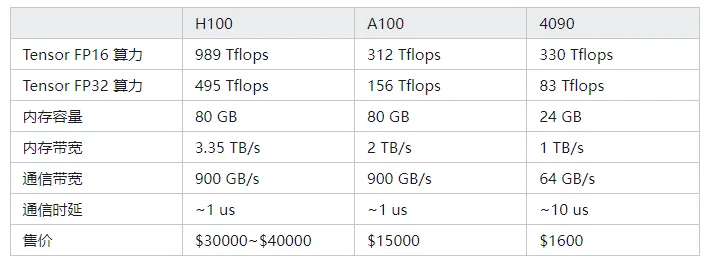 H100 A100 4090
Tensor FP16 算力 989 Tflops 312 Tflops 330 Tflops
Tensor FP32 算力 495 Tflops 156 Tflops 83 Tflops
内存容量 80 GB 80 GB 24 GB
内存带宽 3.35 TB/s 2 TB/s 1 TB/s
通信带宽 900 GB/s 900 GB/s 64 GB/s
通信时延 ~1 us ~1 us ~10 us
售价 $30000~$40000 $15000 $1600